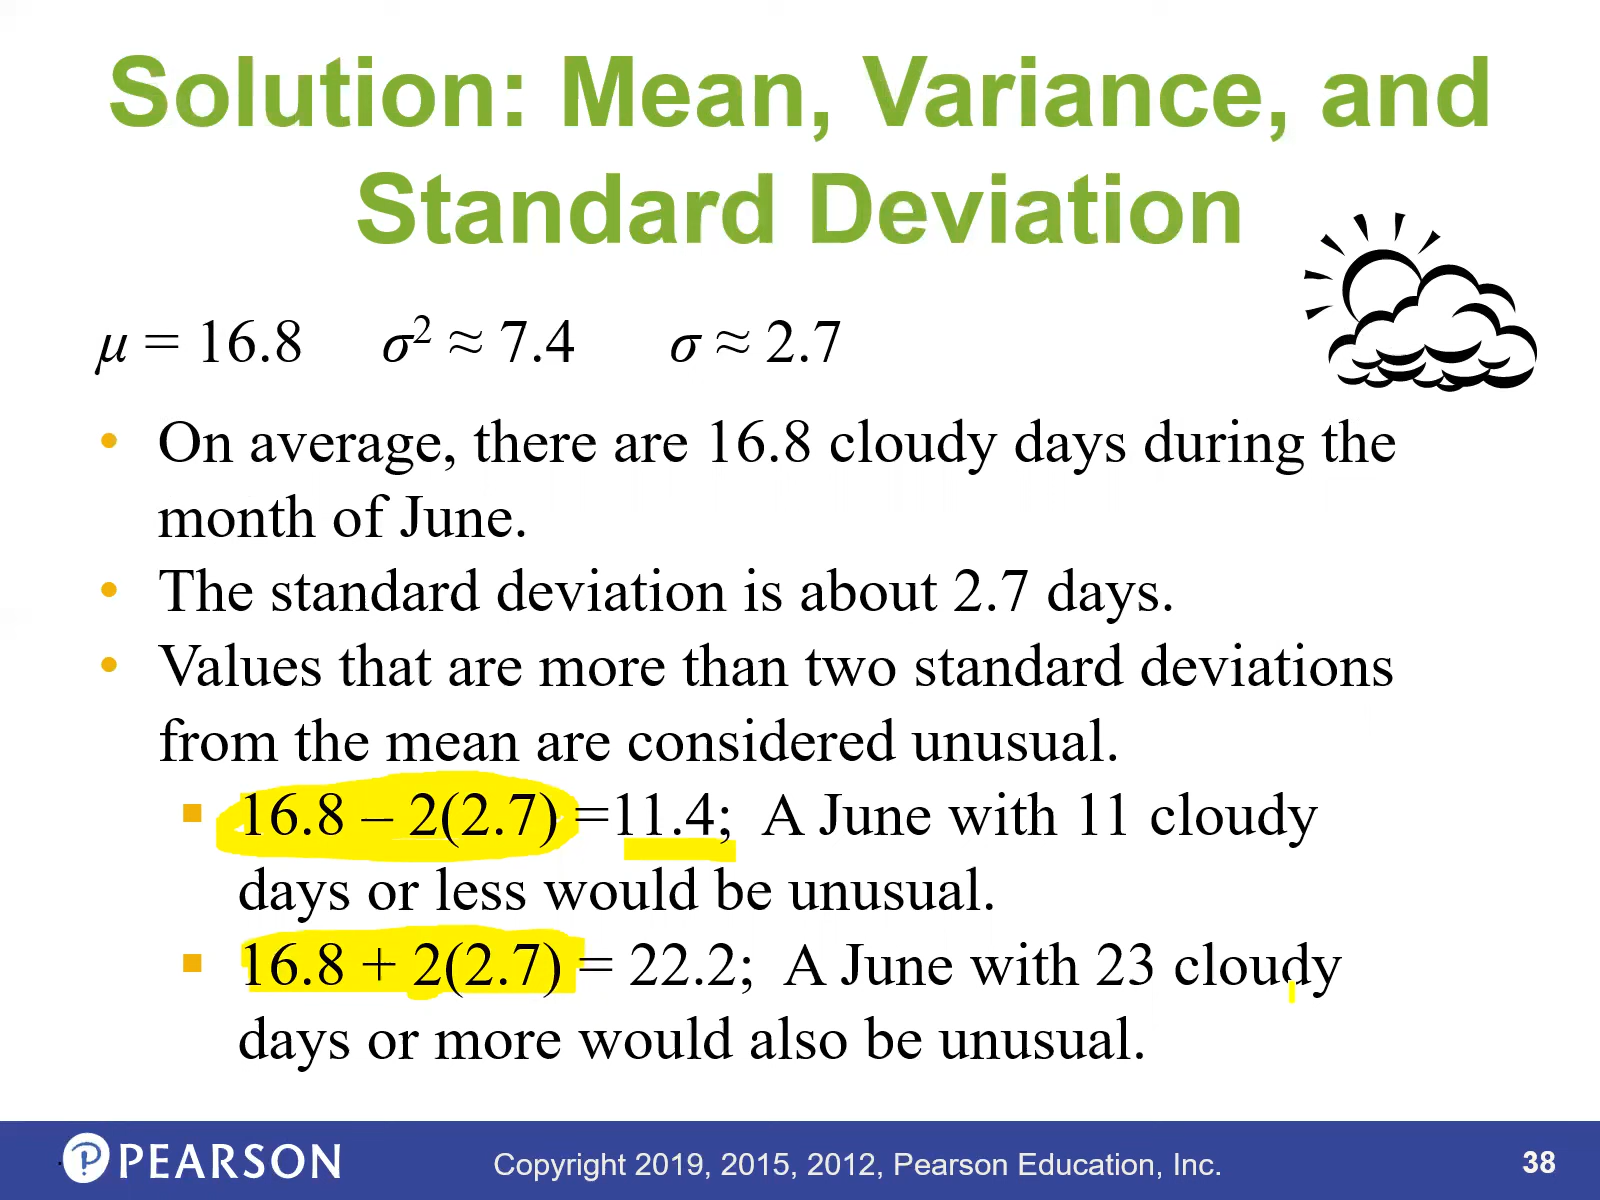 Solution: Mean, Variance, and
Standard Deviation
μ = 16.8 σ² ≈ 7.4 σ ≈ 2.7
• On average, there are 16.8 cloudy days during the
month of June.
• The standard deviation is about 2.7 days.
• Values that are more than two standard deviations
from the mean are considered unusual.
▪ 16.8 – 2(2.7) =11.4; A June with 11 cloudy
days or less would be unusual.
▪ 16.8 + 2(2.7) = 22.2; A June with 23 cloudy
days or more would also be unusual.
PEARSON Copyright 2019, 2015, 2012, Pearson Education, Inc. 38